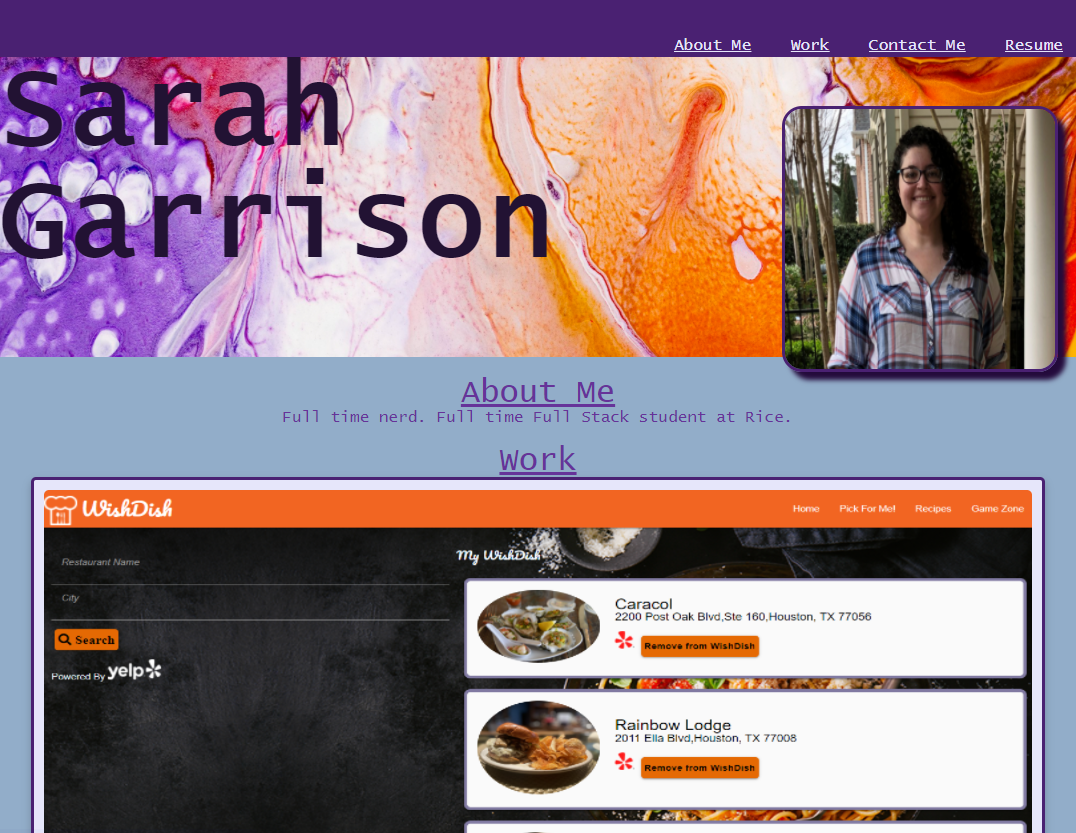 About Me Work Contact Me Resume
Sarah
Garrison
About Me
Full time nerd. Full time Full Stack student at Rice.
Work
WishDish Home Pick For Me! Recipes Game Zone
My WishDish
Restaurant Name
City
Search
Powered By yelp
Caracol
2200 Post Oak Blvd,Ste 160,Houston, TX 77056
Remove from WishDish
Rainbow Lodge
2011 Ella Blvd,Houston, TX 77008
Remove from WishDish